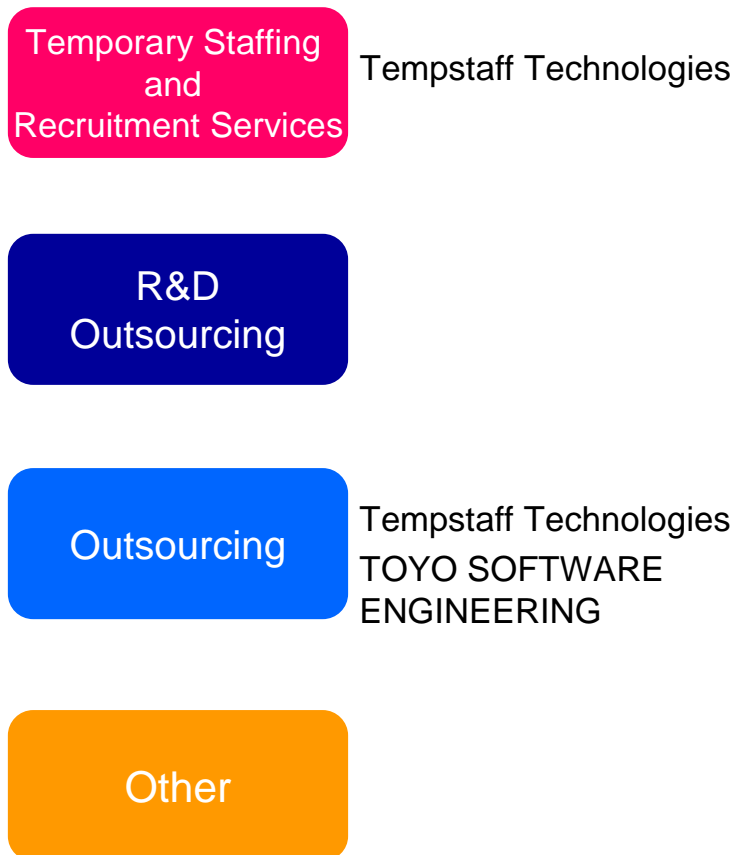 Temporary Staffing
and
Recruitment Services
Tempstaff Technologies
R&D
Outsourcing
Outsourcing
Tempstaff Technologies
TOYO SOFTWARE
ENGINEERING
Other